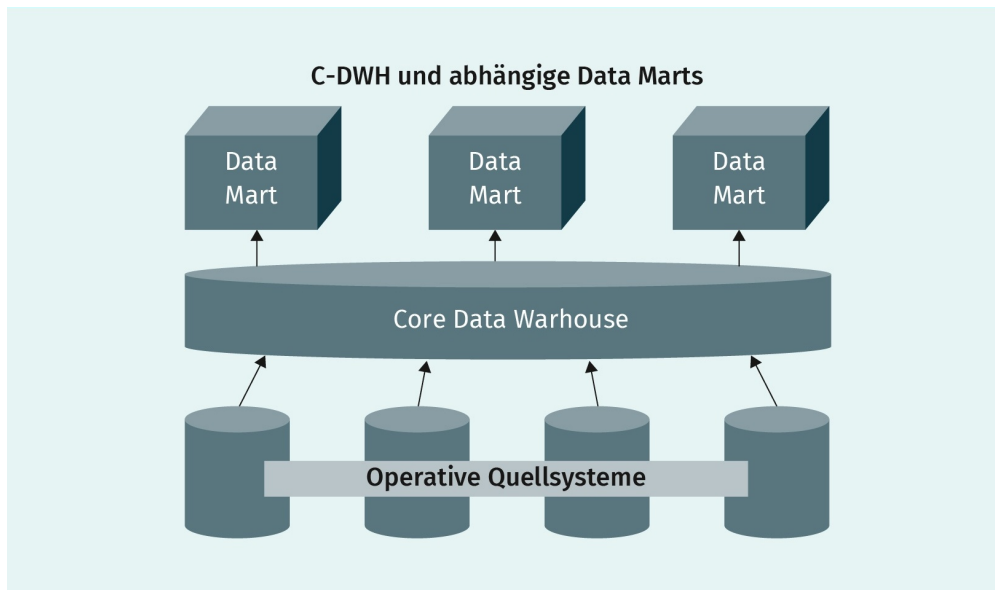 C-DWH und abhängige Data Marts
Data
Mart
Data
Mart
Data
Mart
Core Data Warhouse
Operative Quellsysteme